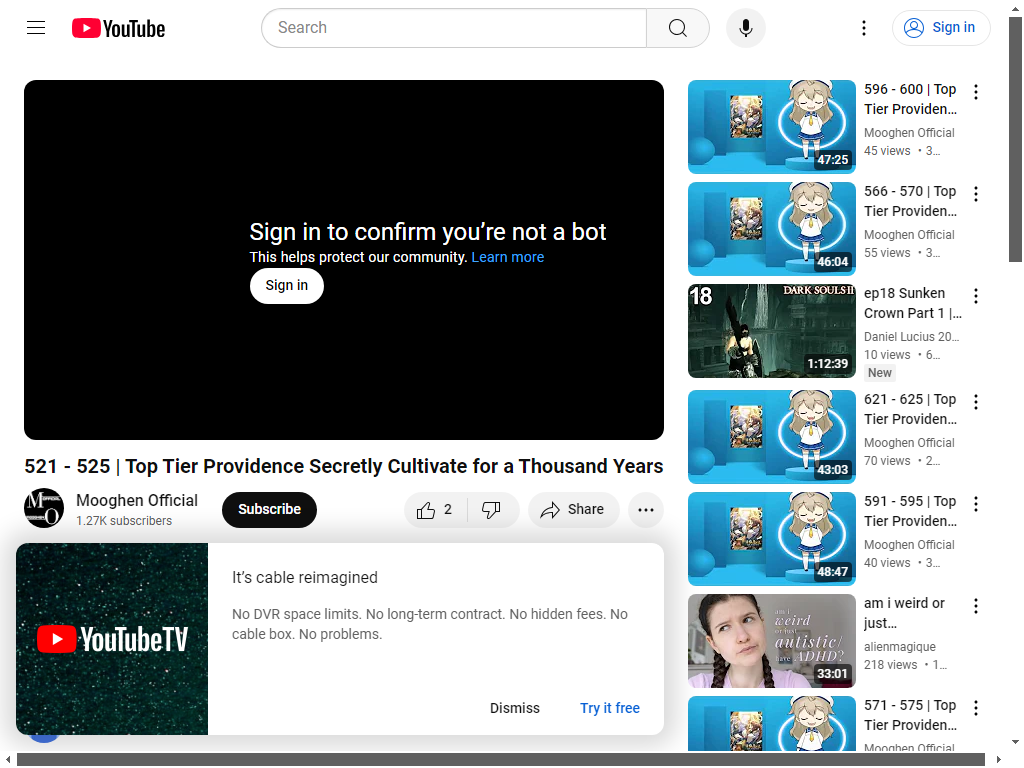 YouTube
Search
Sign in
Sign in to confirm you’re not a bot
This helps protect our community. Learn more
Sign in
521 - 525 | Top Tier Providence Secretly Cultivate for a Thousand Years
Mooghen Official
1.27K subscribers
Subscribe
2
Share
YouTubeTV
It’s cable reimagined
No DVR space limits. No long-term contract. No hidden fees. No
cable box. No problems.
Dismiss
Try it free
47:25
596 - 600 | Top
Tier Providen…
Mooghen Official
45 views • 3…
46:04
566 - 570 | Top
Tier Providen…
Mooghen Official
55 views • 3…
18
DARK SOULS II
1:12:39
ep18 Sunken
Crown Part 1 |…
Daniel Lucius 20…
10 views • 6…
New
43:03
621 - 625 | Top
Tier Providen…
Mooghen Official
70 views • 2…
48:47
591 - 595 | Top
Tier Providen…
Mooghen Official
40 views • 3…
am i
weird
or just
autistic/
have ADHD?
33:01
am i weird or
just…
alienmagique
218 views • 1…
571 - 575 | Top
Tier Providen…
Mooghen Official